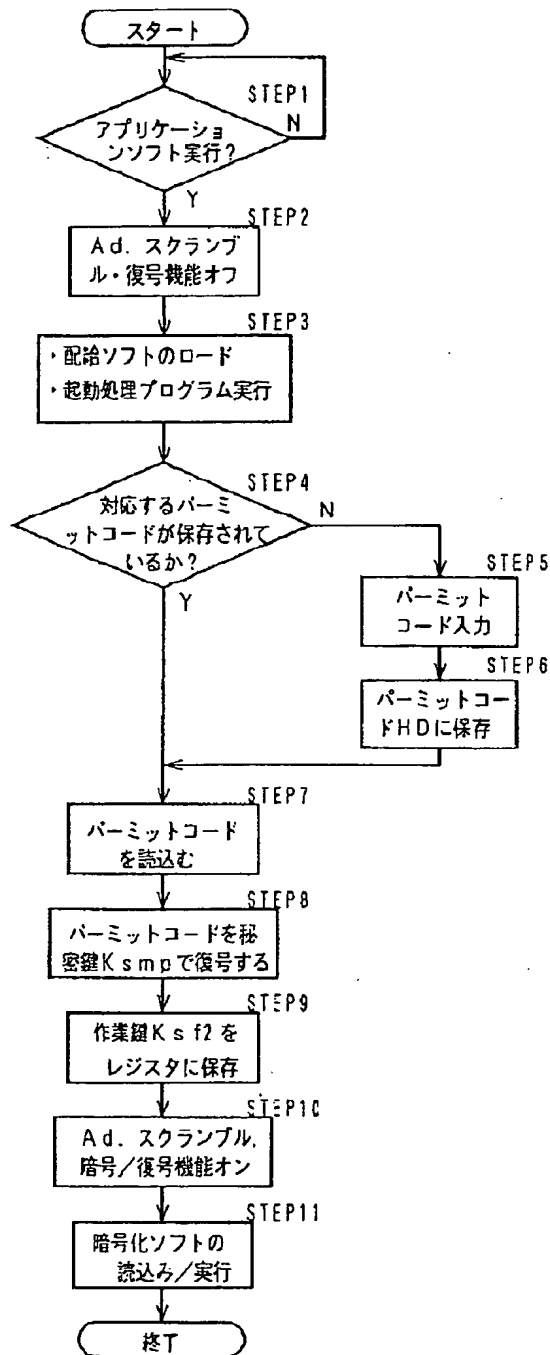 スタート
STEP1
アプリケーショ
ンソフト実行?
N
Y
STEP2
Ad. スクランブ
ル・復号機能オフ
STEP3
・配給ソフトのロード
・起動処理プログラム実行
STEP4
対応するパーミ
ットコードが保存されて
いるか?
N
Y
STEP5
パーミット
コード入力
STEP6
パーミットコー
ドHDに保存
STEP7
パーミットコード
を読込む
STEP8
パーミットコードを秘
密鍵Ksmpで復号する
STEP9
作業鍵Ksf2を
レジスタに保存
STEP10
Ad. スクランブル,
暗号/復号機能オン
STEP11
暗号化ソフトの
読込み/実行
終了